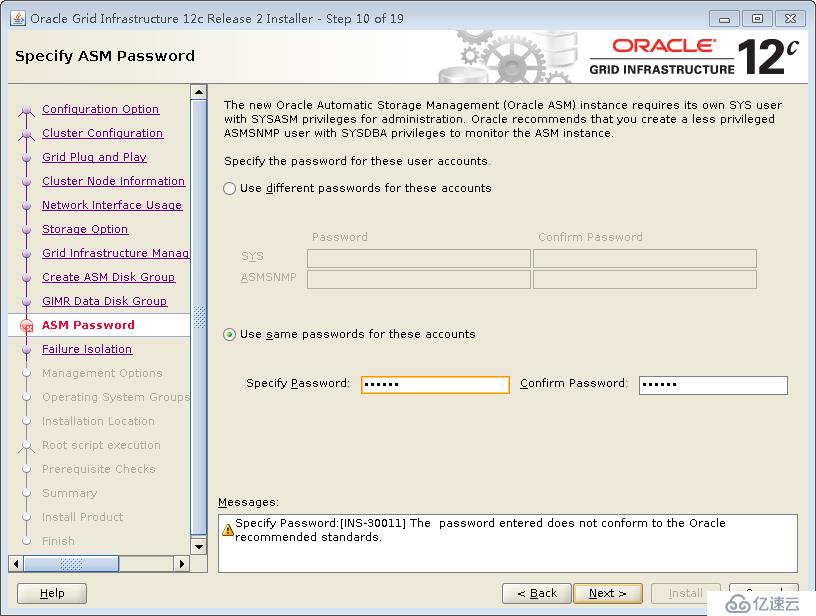 Oracle Grid Infrastructure 12c Release 2 Installer - Step 10 of 19
Specify ASM Password
ORACLE
GRID INFRASTRUCTURE 12c
Configuration Option
Cluster Configuration
Grid Plug and Play
Cluster Node Information
Network Interface Usage
Storage Option
Grid Infrastructure Manag
Create ASM Disk Group
GIMR Data Disk Group
ASM Password
Failure Isolation
Management Options
Operating System Groups
Installation Location
Root script execution
Prerequisite Checks
Summary
Install Product
Finish
The new Oracle Automatic Storage Management (Oracle ASM) instance requires its own SYS user
with SYSASM privileges for administration. Oracle recommends that you create a less privileged
ASMSNMP user with SYSDBA privileges to monitor the ASM instance.
Specify the password for these user accounts.
Use different passwords for these accounts
Password Confirm Password
SYS
ASMSNMP
Use same passwords for these accounts
Specify Password: •••••• Confirm Password: ••••••
Messages:
Specify Password:[INS-30011] The  password entered does not conform to the Oracle
recommended standards.
Help < Back Next > Install
亿速云